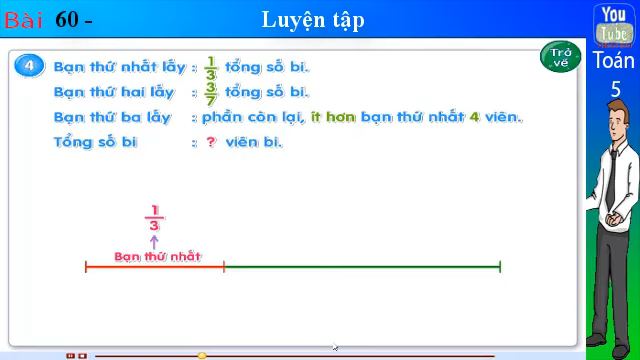 Bài 60 - Luyện tập
You
Tube
Toán
5
Trở
về
4 Bạn thứ nhất lấy : 1/3 tổng số bi.
Bạn thứ hai lấy : 3/7 tổng số bi.
Bạn thứ ba lấy : phần còn lại, ít hơn bạn thứ nhất 4 viên.
Tổng số bi : ? viên bi.
1/3
Bạn thứ nhất